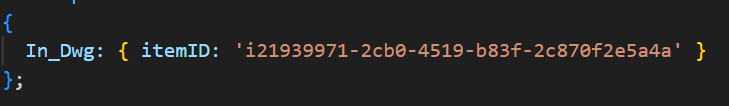 {
In_Dwg: { itemID: 'i21939971-2cb0-4519-b83f-2c870f2e5a4a' }
};